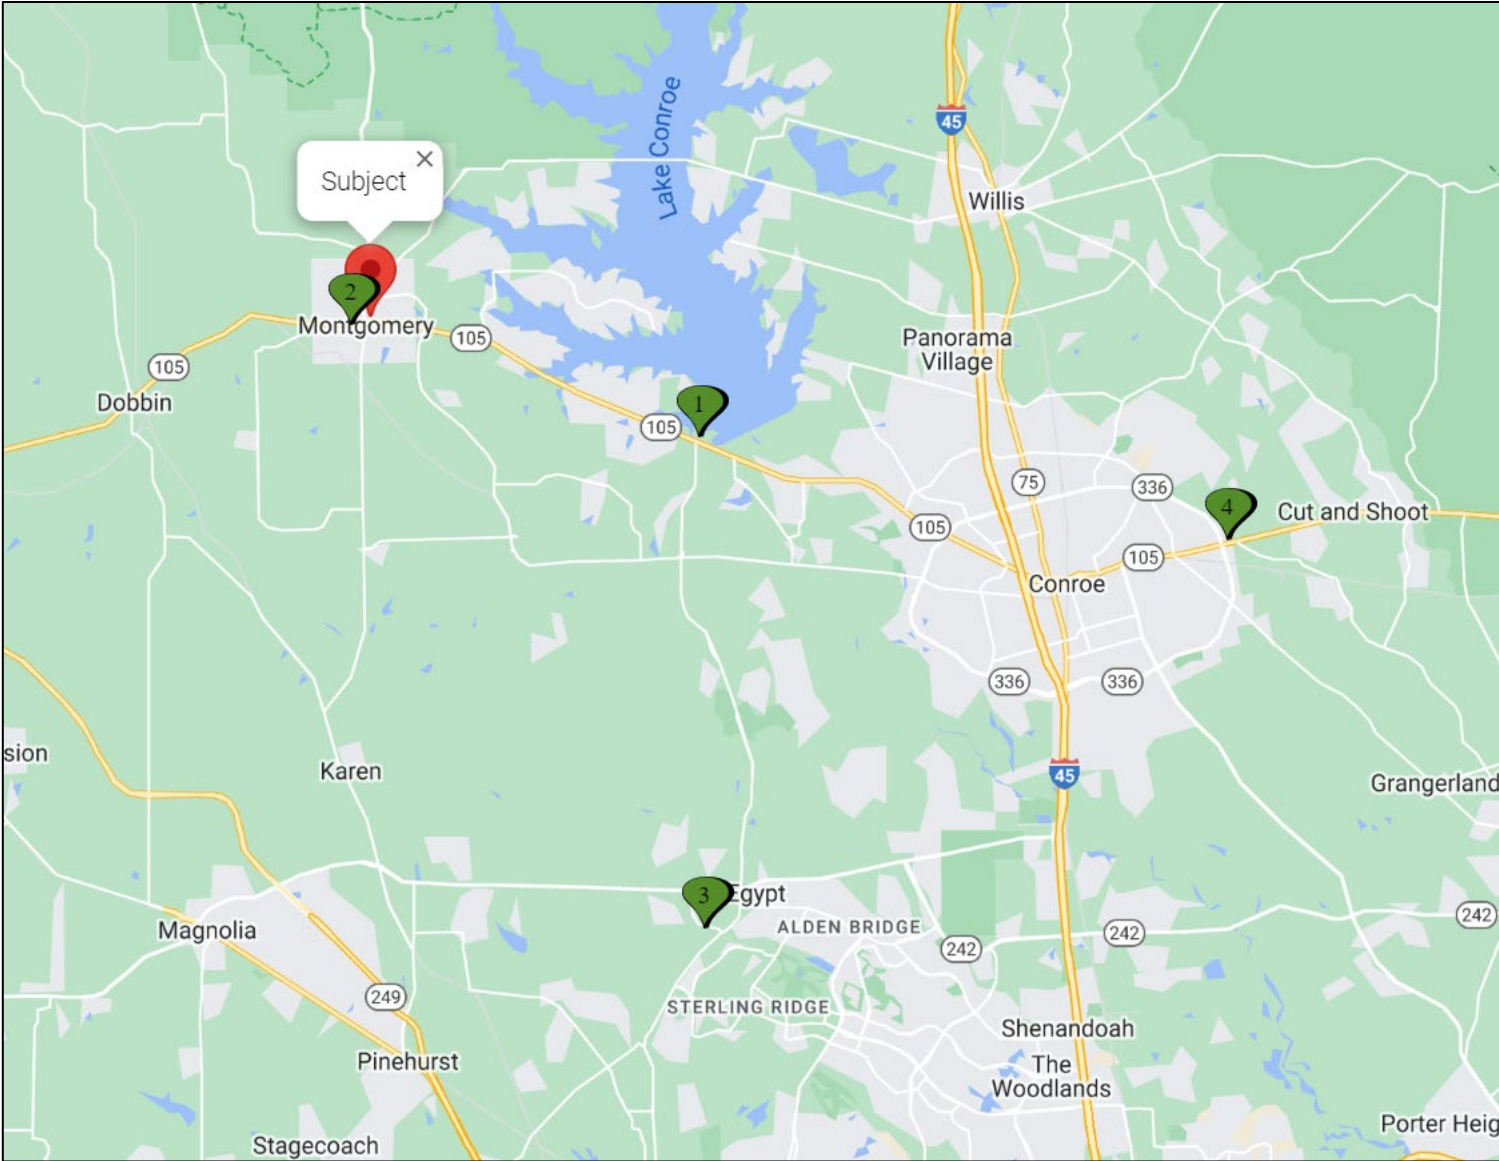 Lake Conroe
45
Subject
Willis
2
Montgomery
105
Panorama
Village
105
Dobbin
1
105
75
336
4
Cut and Shoot
105
105
Conroe
336
336
sion
Karen
45
Grangerland
3
Egypt
Magnolia
ALDEN BRIDGE
242
242
242
249
STERLING RIDGE
Shenandoah
Pinehurst
The
Woodlands
Stagecoach
Porter Heig